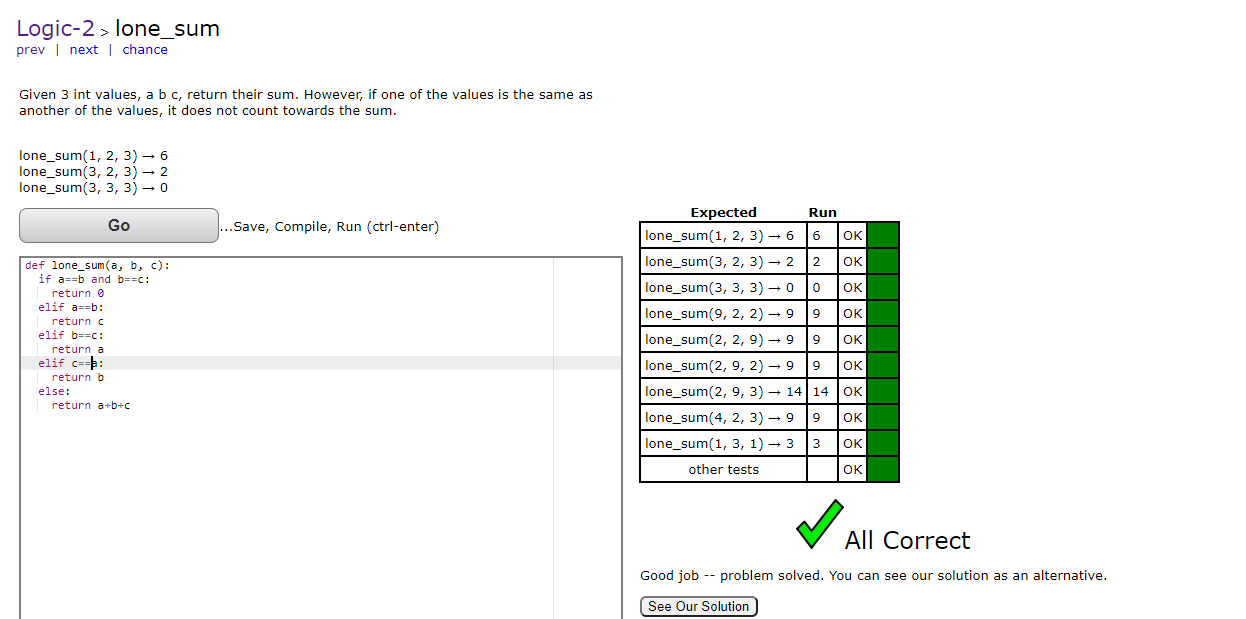 Logic-2 > lone_sum
prev | next | chance
Given 3 int values, a b c, return their sum. However, if one of the values is the same as
another of the values, it does not count towards the sum.
lone_sum(1, 2, 3) → 6
lone_sum(3, 2, 3) → 2
lone_sum(3, 3, 3) → 0
Go ...Save, Compile, Run (ctrl-enter)
def lone_sum(a, b, c):
  if a==b and b==c:
    return 0
  elif a==b:
    return c
  elif b==c:
    return a
  elif c==a:
    return b
  else:
    return a+b+c
Expected Run
lone_sum(1, 2, 3) → 6 6 OK
lone_sum(3, 2, 3) → 2 2 OK
lone_sum(3, 3, 3) → 0 0 OK
lone_sum(9, 2, 2) → 9 9 OK
lone_sum(2, 2, 9) → 9 9 OK
lone_sum(2, 9, 2) → 9 9 OK
lone_sum(2, 9, 3) → 14 14 OK
lone_sum(4, 2, 3) → 9 9 OK
lone_sum(1, 3, 1) → 3 3 OK
other tests OK
All Correct
Good job -- problem solved. You can see our solution as an alternative.
See Our Solution